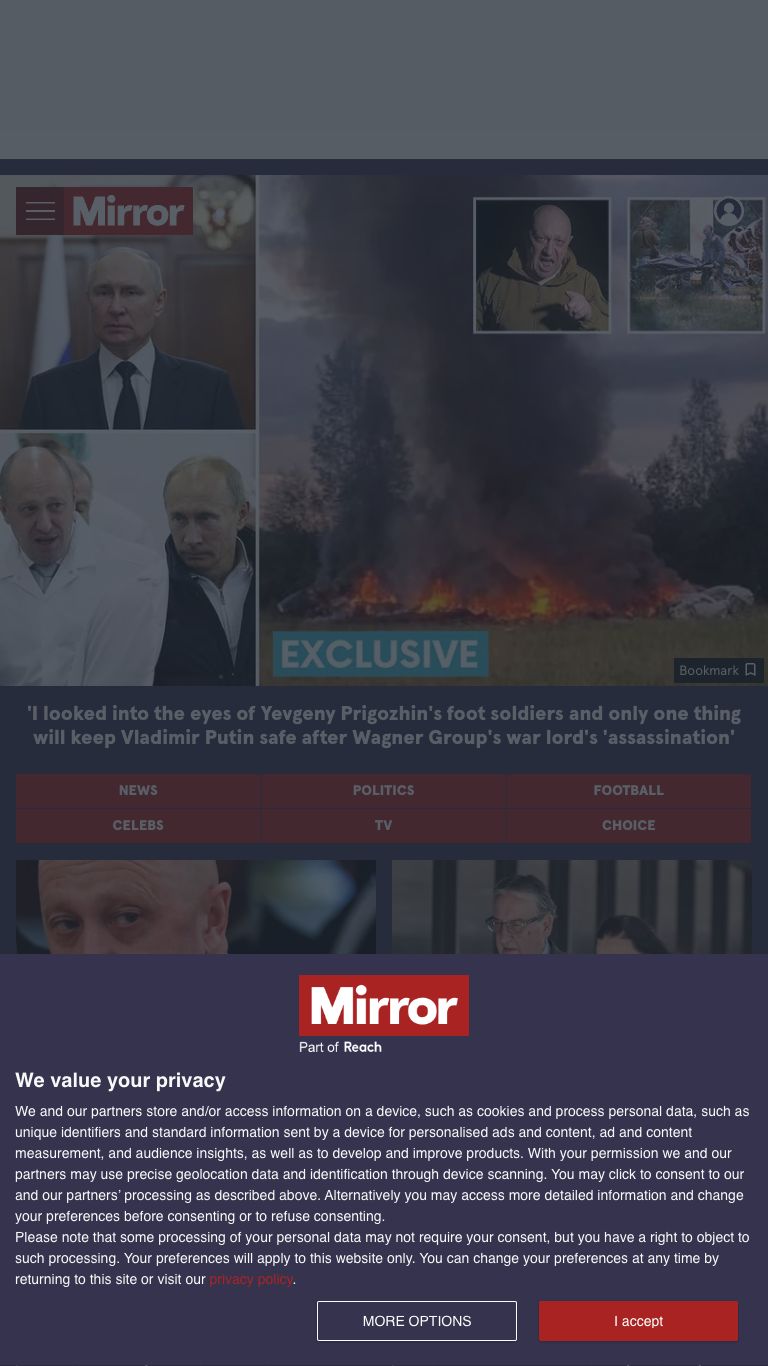 Mirror
EXCLUSIVE
Bookmark
'I looked into the eyes of Yevgeny Prigozhin's foot soldiers and only one thing
will keep Vladimir Putin safe after Wagner Group's war lord's 'assassination'
NEWS
POLITICS
FOOTBALL
CELEBS
TV
CHOICE
Mirror
Part of Reach
We value your privacy
We and our partners store and/or access information on a device, such as cookies and process personal data, such as
unique identifiers and standard information sent by a device for personalised ads and content, ad and content
measurement, and audience insights, as well as to develop and improve products. With your permission we and our
partners may use precise geolocation data and identification through device scanning. You may click to consent to our
and our partners’ processing as described above. Alternatively you may access more detailed information and change
your preferences before consenting or to refuse consenting.
Please note that some processing of your personal data may not require your consent, but you have a right to object to
such processing. Your preferences will apply to this website only. You can change your preferences at any time by
returning to this site or visit our privacy policy.
MORE OPTIONS
I accept